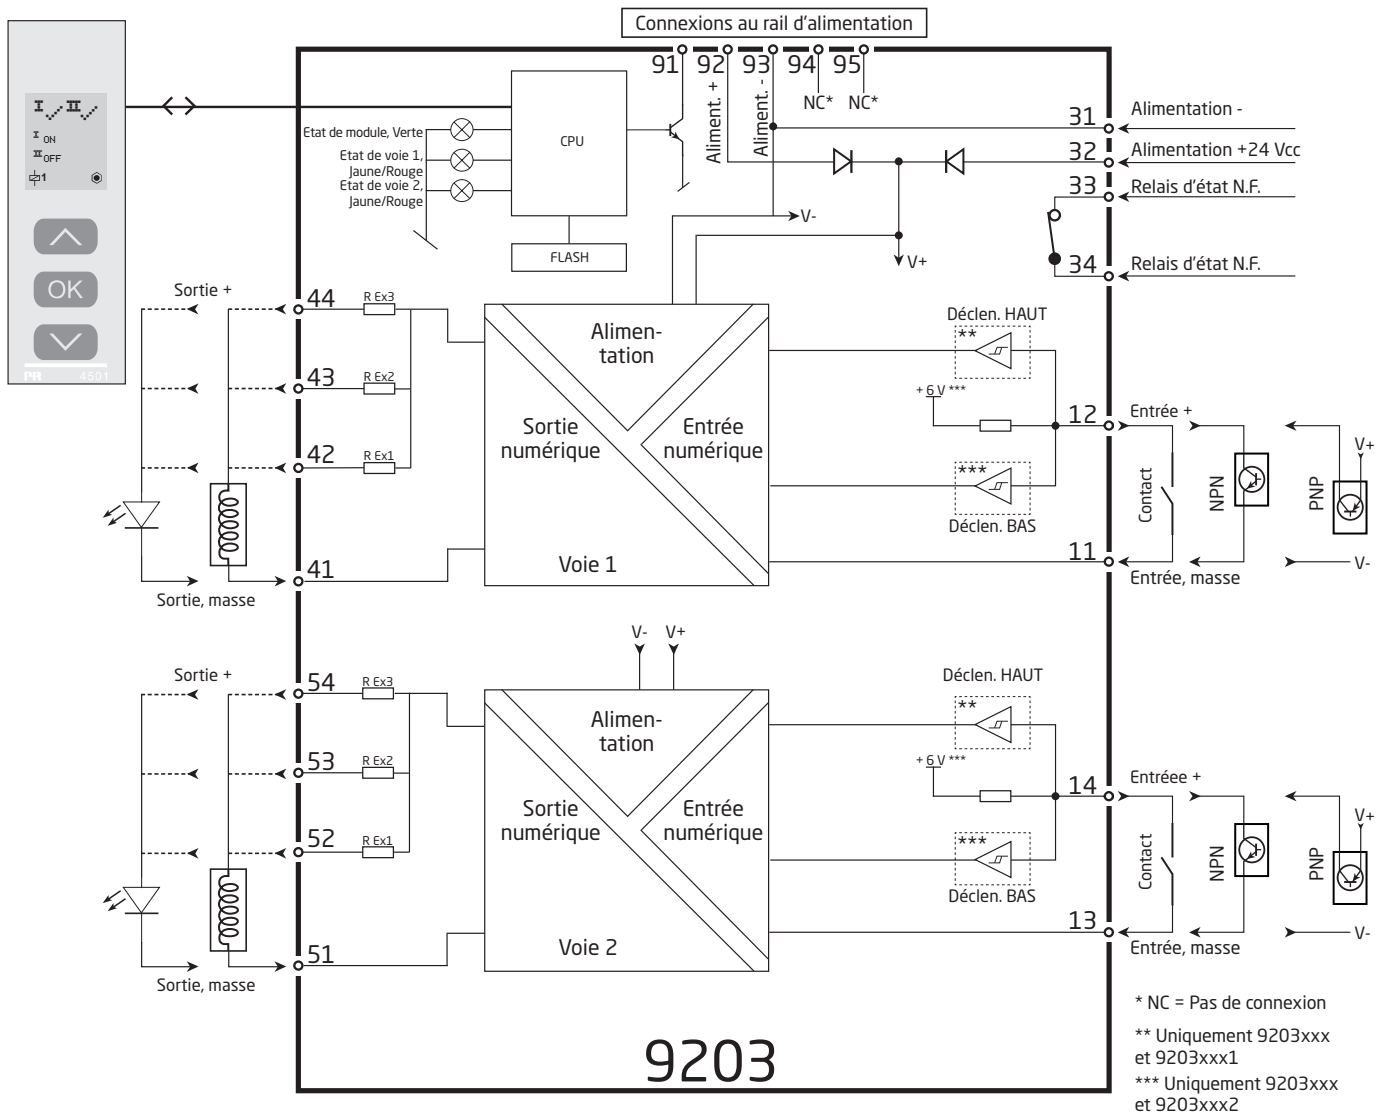 Connexions au rail d'alimentation
91 92 93 94 95
Aliment. +
Aliment. -
NC* NC*
I II
I ON
II OFF
1
OK
PR 4501
Etat de module, Verte
Etat de voie 1,
Jaune/Rouge
Etat de voie 2,
Jaune/Rouge
CPU
FLASH
V-
V+
31 Alimentation -
32 Alimentation +24 Vcc
33 Relais d'état N.F.
34 Relais d'état N.F.
Sortie +
44 R Ex3
43 R Ex2
42 R Ex1
41
Sortie, masse
Alimen-
tation
Sortie
numérique
Entrée
numérique
Voie 1
Déclen. HAUT
**
+ 6 V ***
***
Déclen. BAS
12 Entrée +
11
Entrée, masse
Contact
NPN
PNP
V+
V-
V- V+
Sortie +
54 R Ex3
53 R Ex2
52 R Ex1
51
Sortie, masse
Alimen-
tation
Sortie
numérique
Entrée
numérique
Voie 2
Déclen. HAUT
**
+ 6 V ***
***
Déclen. BAS
14 Entréee +
13
Entrée, masse
Contact
NPN
PNP
V+
V-
9203
* NC = Pas de connexion
** Uniquement 9203xxx
et 9203xxx1
*** Uniquement 9203xxx
et 9203xxx2